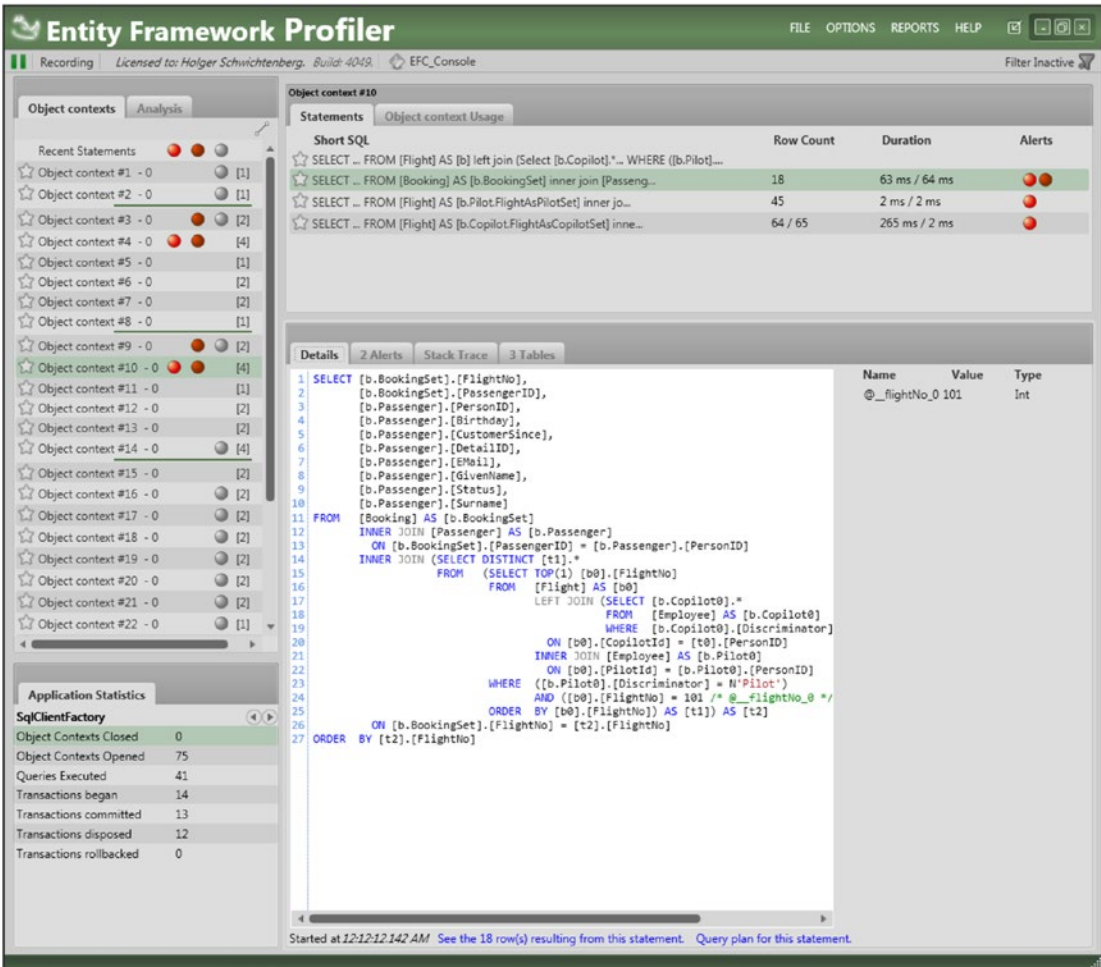 Entity Framework Profiler
FILE OPTIONS REPORTS HELP
Recording Licensed to: Holger Schwichtenberg. Build: 4049. EFC_Console
Filter Inactive
Object contexts Analysis
Recent Statements
Object context #1 - 0 [1]
Object context #2 - 0 [1]
Object context #3 - 0 [2]
Object context #4 - 0 [4]
Object context #5 - 0 [1]
Object context #6 - 0 [2]
Object context #7 - 0 [2]
Object context #8 - 0 [1]
Object context #9 - 0 [2]
Object context #10 - 0 [4]
Object context #11 - 0 [1]
Object context #12 - 0 [2]
Object context #13 - 0 [2]
Object context #14 - 0 [4]
Object context #15 - 0 [2]
Object context #16 - 0 [2]
Object context #17 - 0 [2]
Object context #18 - 0 [2]
Object context #19 - 0 [2]
Object context #20 - 0 [2]
Object context #21 - 0 [2]
Object context #22 - 0 [1]
Application Statistics
SqlClientFactory
Object Contexts Closed 0
Object Contexts Opened 75
Queries Executed 41
Transactions began 14
Transactions committed 13
Transactions disposed 12
Transactions rollbacked 0
Object context #10
Statements Object context Usage
Short SQL Row Count Duration Alerts
SELECT ... FROM [Flight] AS [b] left join (Select [b.Copilot].*... WHERE ([b.Pilot]....
SELECT ... FROM [Booking] AS [b.BookingSet] inner join [Passeng... 18 63 ms / 64 ms
SELECT ... FROM [Flight] AS [b.Pilot.FlightAsPilotSet] inner jo... 45 2 ms / 2 ms
SELECT ... FROM [Flight] AS [b.Copilot.FlightAsCopilotSet] inne... 64 / 65 265 ms / 2 ms
Details 2 Alerts Stack Trace 3 Tables
1 SELECT [b.BookingSet].[FlightNo],
2 [b.BookingSet].[PassengerID],
3 [b.Passenger].[PersonID],
4 [b.Passenger].[Birthday],
5 [b.Passenger].[CustomerSince],
6 [b.Passenger].[DetailID],
7 [b.Passenger].[EMail],
8 [b.Passenger].[GivenName],
9 [b.Passenger].[Status],
10 [b.Passenger].[Surname]
11 FROM [Booking] AS [b.BookingSet]
12 INNER JOIN [Passenger] AS [b.Passenger]
13 ON [b.BookingSet].[PassengerID] = [b.Passenger].[PersonID]
14 INNER JOIN (SELECT DISTINCT [t1].*
15 FROM (SELECT TOP(1) [b0].[FlightNo]
16 FROM [Flight] AS [b0]
17 LEFT JOIN (SELECT [b.Copilot0].*
18 FROM [Employee] AS [b.Copilot0]
19 WHERE [b.Copilot0].[Discriminator]
20 ON [b0].[CopilotId] = [t0].[PersonID]
21 INNER JOIN [Employee] AS [b.Pilot0]
22 ON [b0].[PilotId] = [b.Pilot0].[PersonID]
23 WHERE ([b.Pilot0].[Discriminator] = N'Pilot')
24 AND ([b0].[FlightNo] = 101 /* @__flightNo_0 */
25 ORDER BY [b0].[FlightNo]) AS [t1]) AS [t2]
26 ON [b.BookingSet].[FlightNo] = [t2].[FlightNo]
27 ORDER BY [t2].[FlightNo]
Name Value Type
@__flightNo_0 101 Int
Started at 12:12:12.142 AM See the 18 row(s) resulting from this statement. Query plan for this statement.